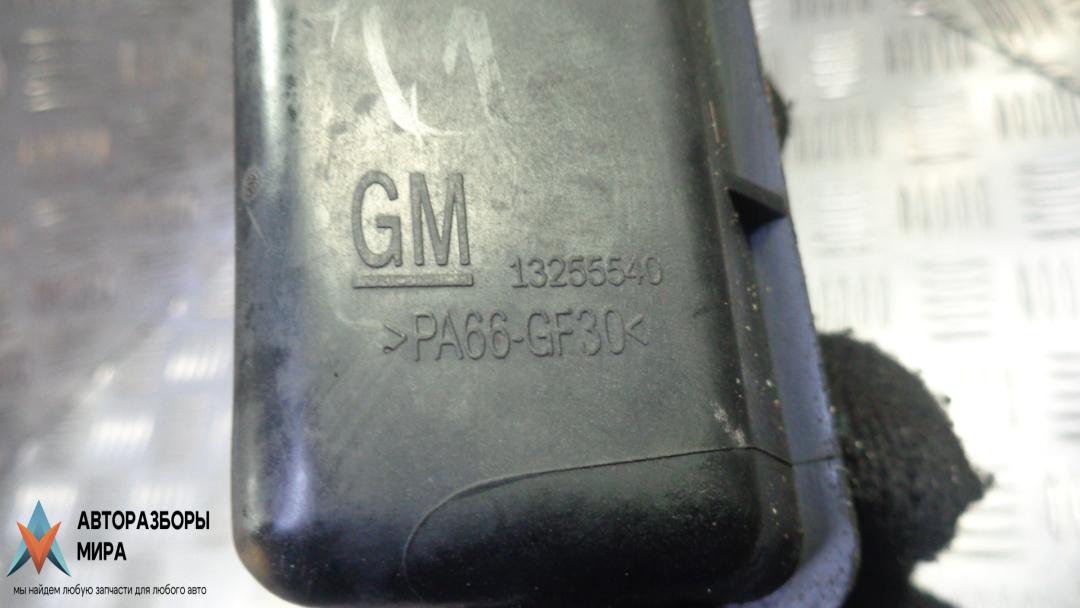 GM
13255540
>PA66-GF30<
АВТОРАЗБОРЫ
МИРА
мы найдем любую запчасти для любого авто